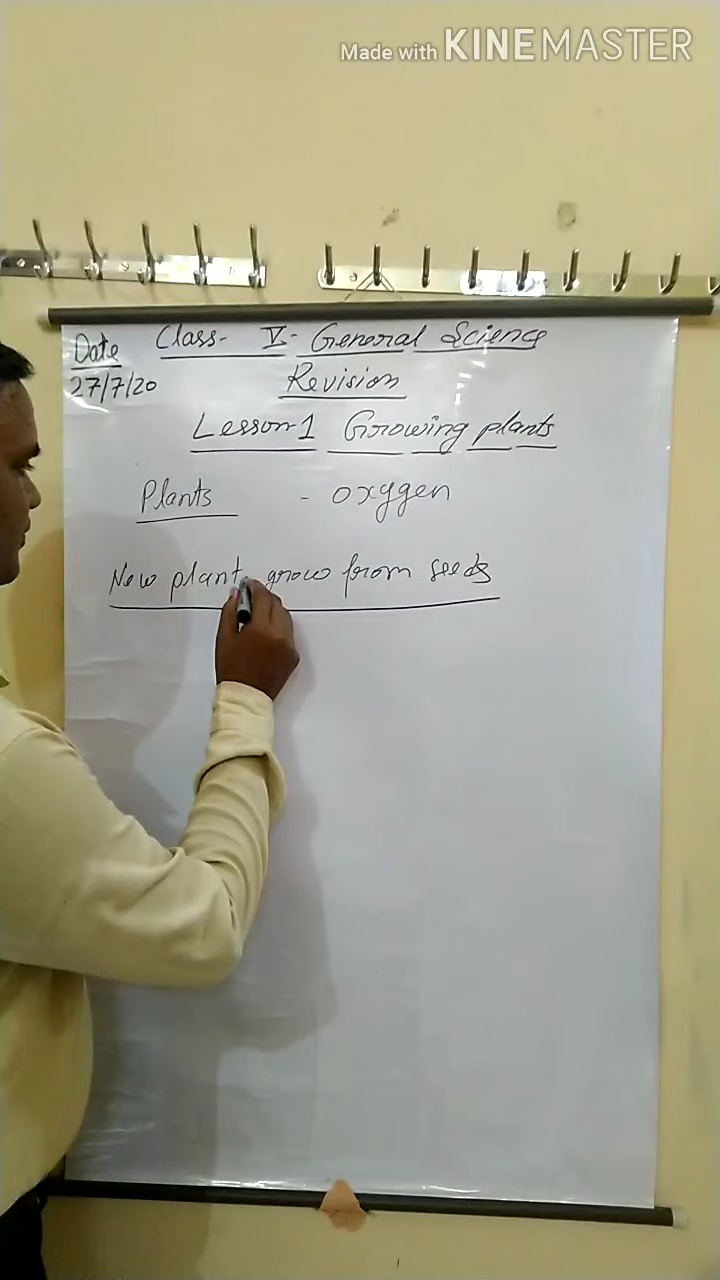 Made with KINEMASTER
Date Class- V- General Science
27/7/20 Revision
Lesson-1 Growing plants
Plants - oxygen
New plant grow from seeds